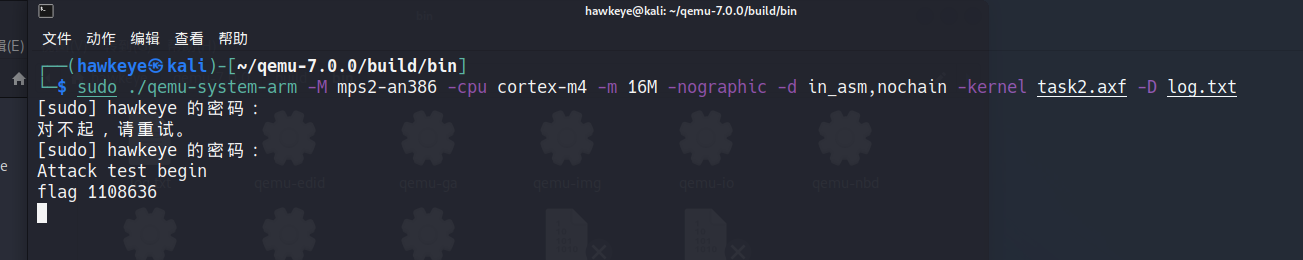 hawkeye@kali: ~/qemu-7.0.0/build/bin
文件 动作 编辑 查看 帮助
辑(E)
┌──(hawkeye㉿kali)-[~/qemu-7.0.0/build/bin]
└─$ sudo ./qemu-system-arm -M mps2-an386 -cpu cortex-m4 -m 16M -nographic -d in_asm,nochain -kernel task2.axf -D log.txt
[sudo] hawkeye 的密码：
对不起，请重试。
[sudo] hawkeye 的密码：
Attack test begin
flag 1108636
qemu-edid qemu-ga qemu-img qemu-io qemu-nbd